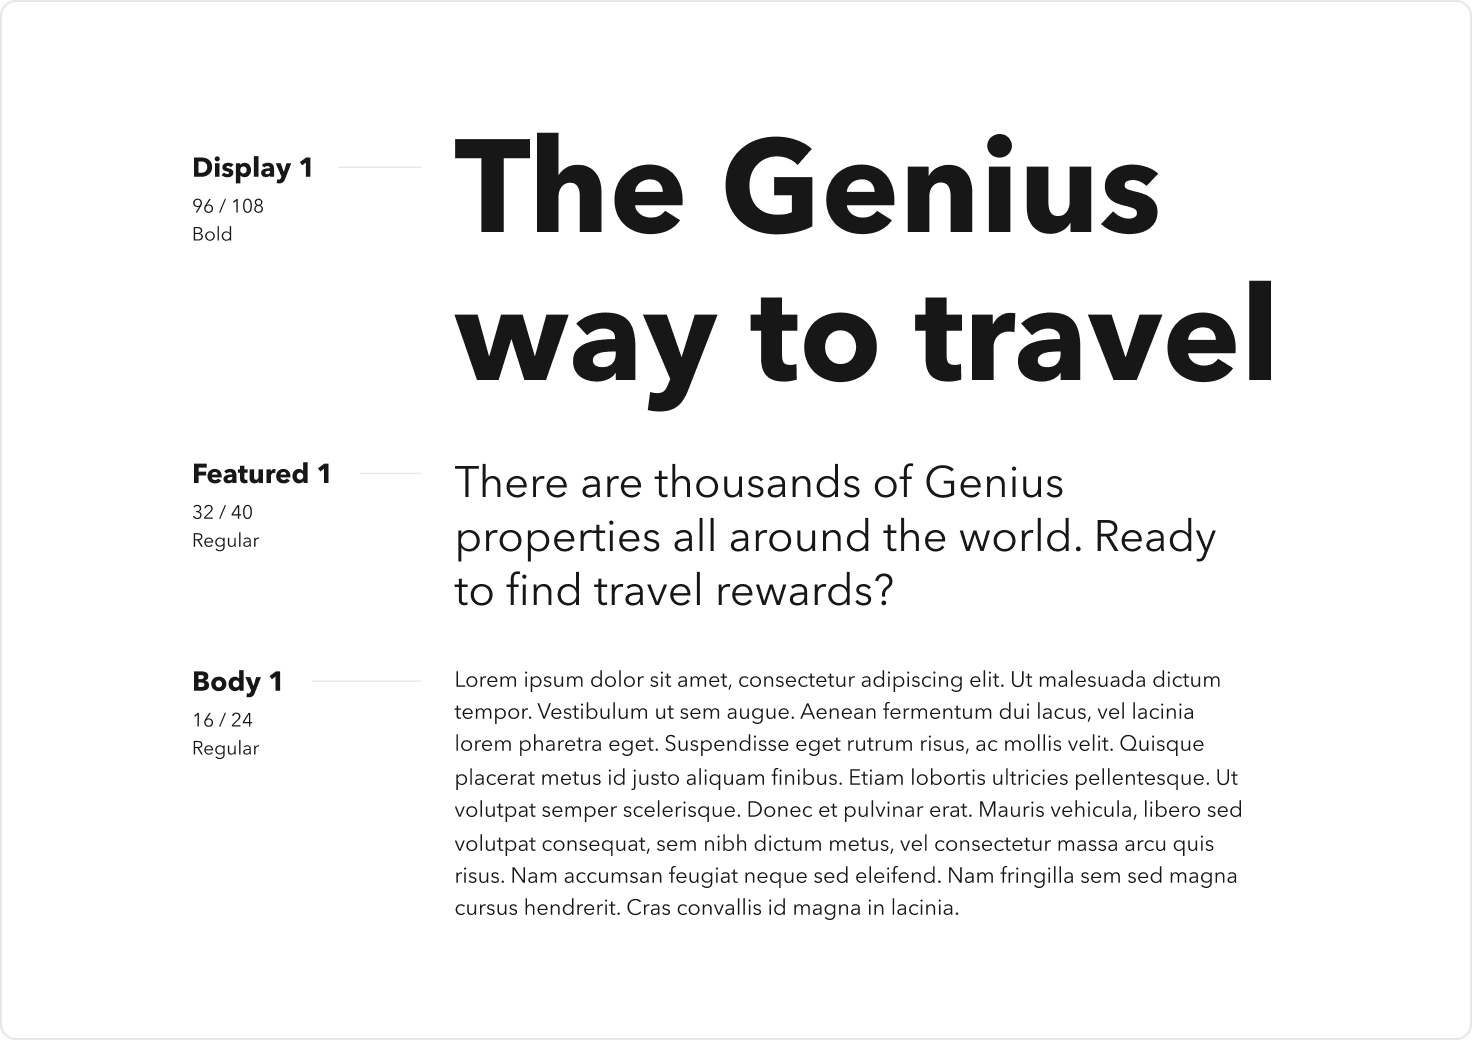 Display 1
96 / 108
Bold
The Genius
way to travel
Featured 1
32 / 40
Regular
There are thousands of Genius
properties all around the world. Ready
to find travel rewards?
Body 1
16 / 24
Regular
Lorem ipsum dolor sit amet, consectetur adipiscing elit. Ut malesuada dictum
tempor. Vestibulum ut sem augue. Aenean fermentum dui lacus, vel lacinia
lorem pharetra eget. Suspendisse eget rutrum risus, ac mollis velit. Quisque
placerat metus id justo aliquam finibus. Etiam lobortis ultricies pellentesque. Ut
volutpat semper scelerisque. Donec et pulvinar erat. Mauris vehicula, libero sed
volutpat consequat, sem nibh dictum metus, vel consectetur massa arcu quis
risus. Nam accumsan feugiat neque sed eleifend. Nam fringilla sem sed magna
cursus hendrerit. Cras convallis id magna in lacinia.